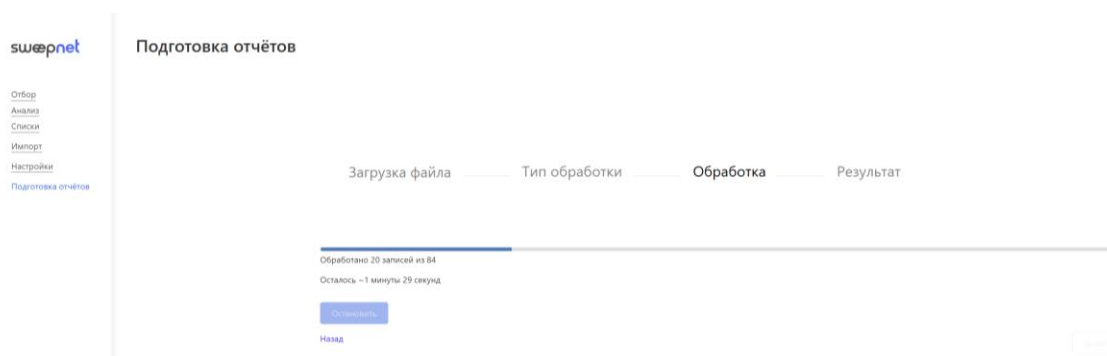 sweepnet
Подготовка отчётов
Отбор
Анализ
Списки
Импорт
Настройки
Подготовка отчётов
Загрузка файла
Тип обработки
Обработка
Результат
Обработано 20 записей из 84
Осталось ~1 минуты 29 секунд
Остановить
Назад